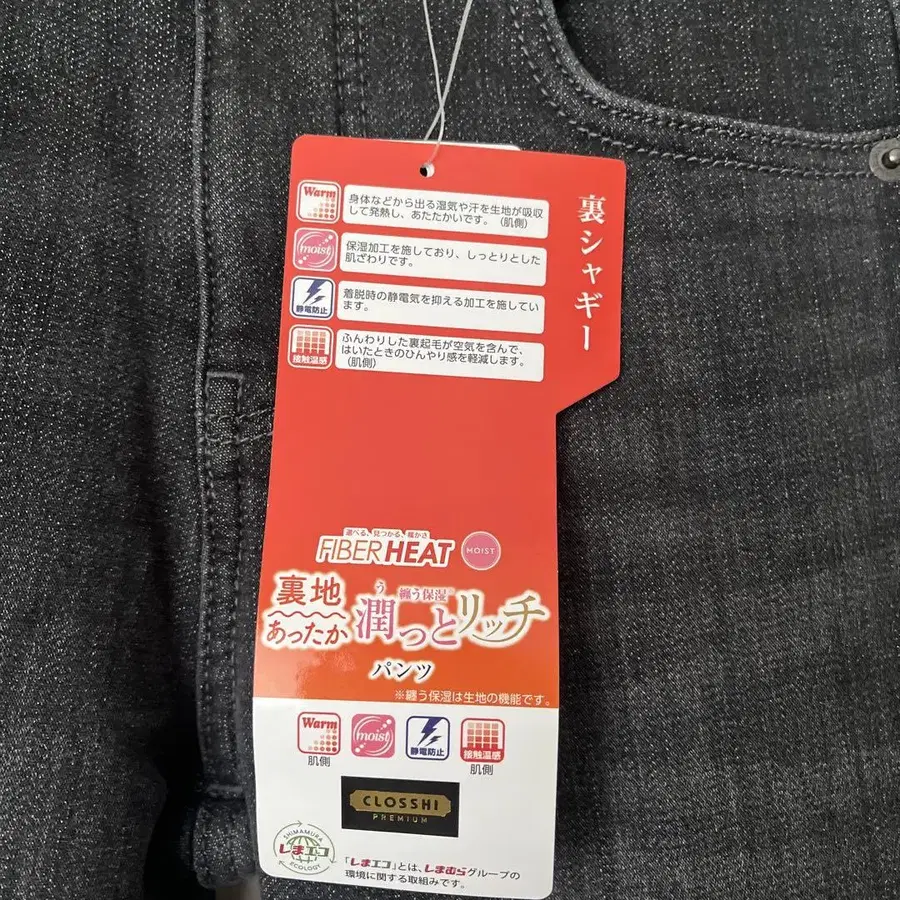 裏シャギー
Warm
身体などから出る湿気や汗を生地が吸収
して発熱し、あたたかいです。(肌側)
moist
保湿加工を施しており、しっとりとした
肌ざわりです。
静電防止
着脱時の静電気を抑える加工を施してい
ます。
接触温感
ふんわりした裏起毛が空気を含んで、
はいたときのひんやり感を軽減します。
(肌側)
選べる、見つかる、暖かさ
FIBER HEAT
MOIST
裏地
あったか
う 纏う保湿®
潤っとリッチ
パンツ
※纏う保湿は生地の機能です。
Warm
肌側
moist
静電防止
接触温感
肌側
CLOSSHI
PREMIUM
SHIMAMURA
しまエコ
ECOLOGY
「しまエコ」とは、しまむらグループの
環境に関する取組みです。